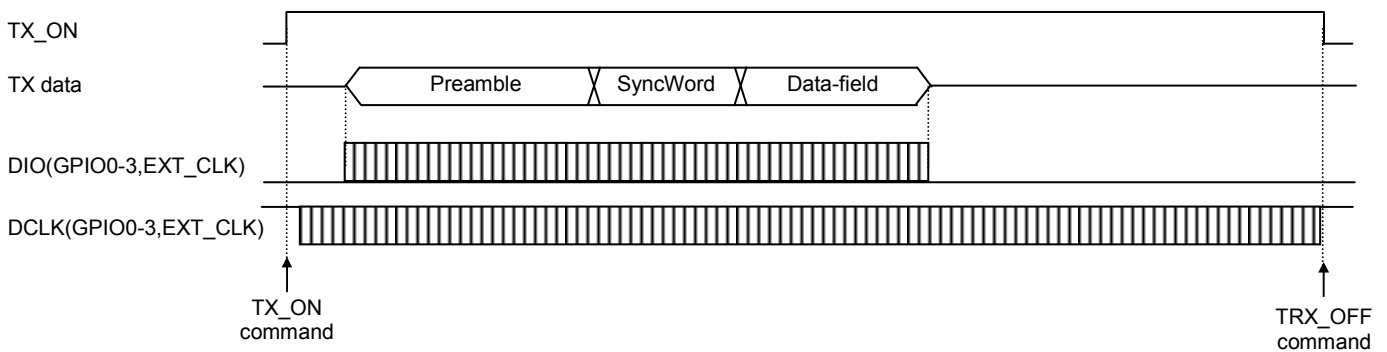 TX_ON
TX data
Preamble
SyncWord
Data-field
DIO(GPIO0-3,EXT_CLK)
DCLK(GPIO0-3,EXT_CLK)
TX_ON
command
TRX_OFF
command